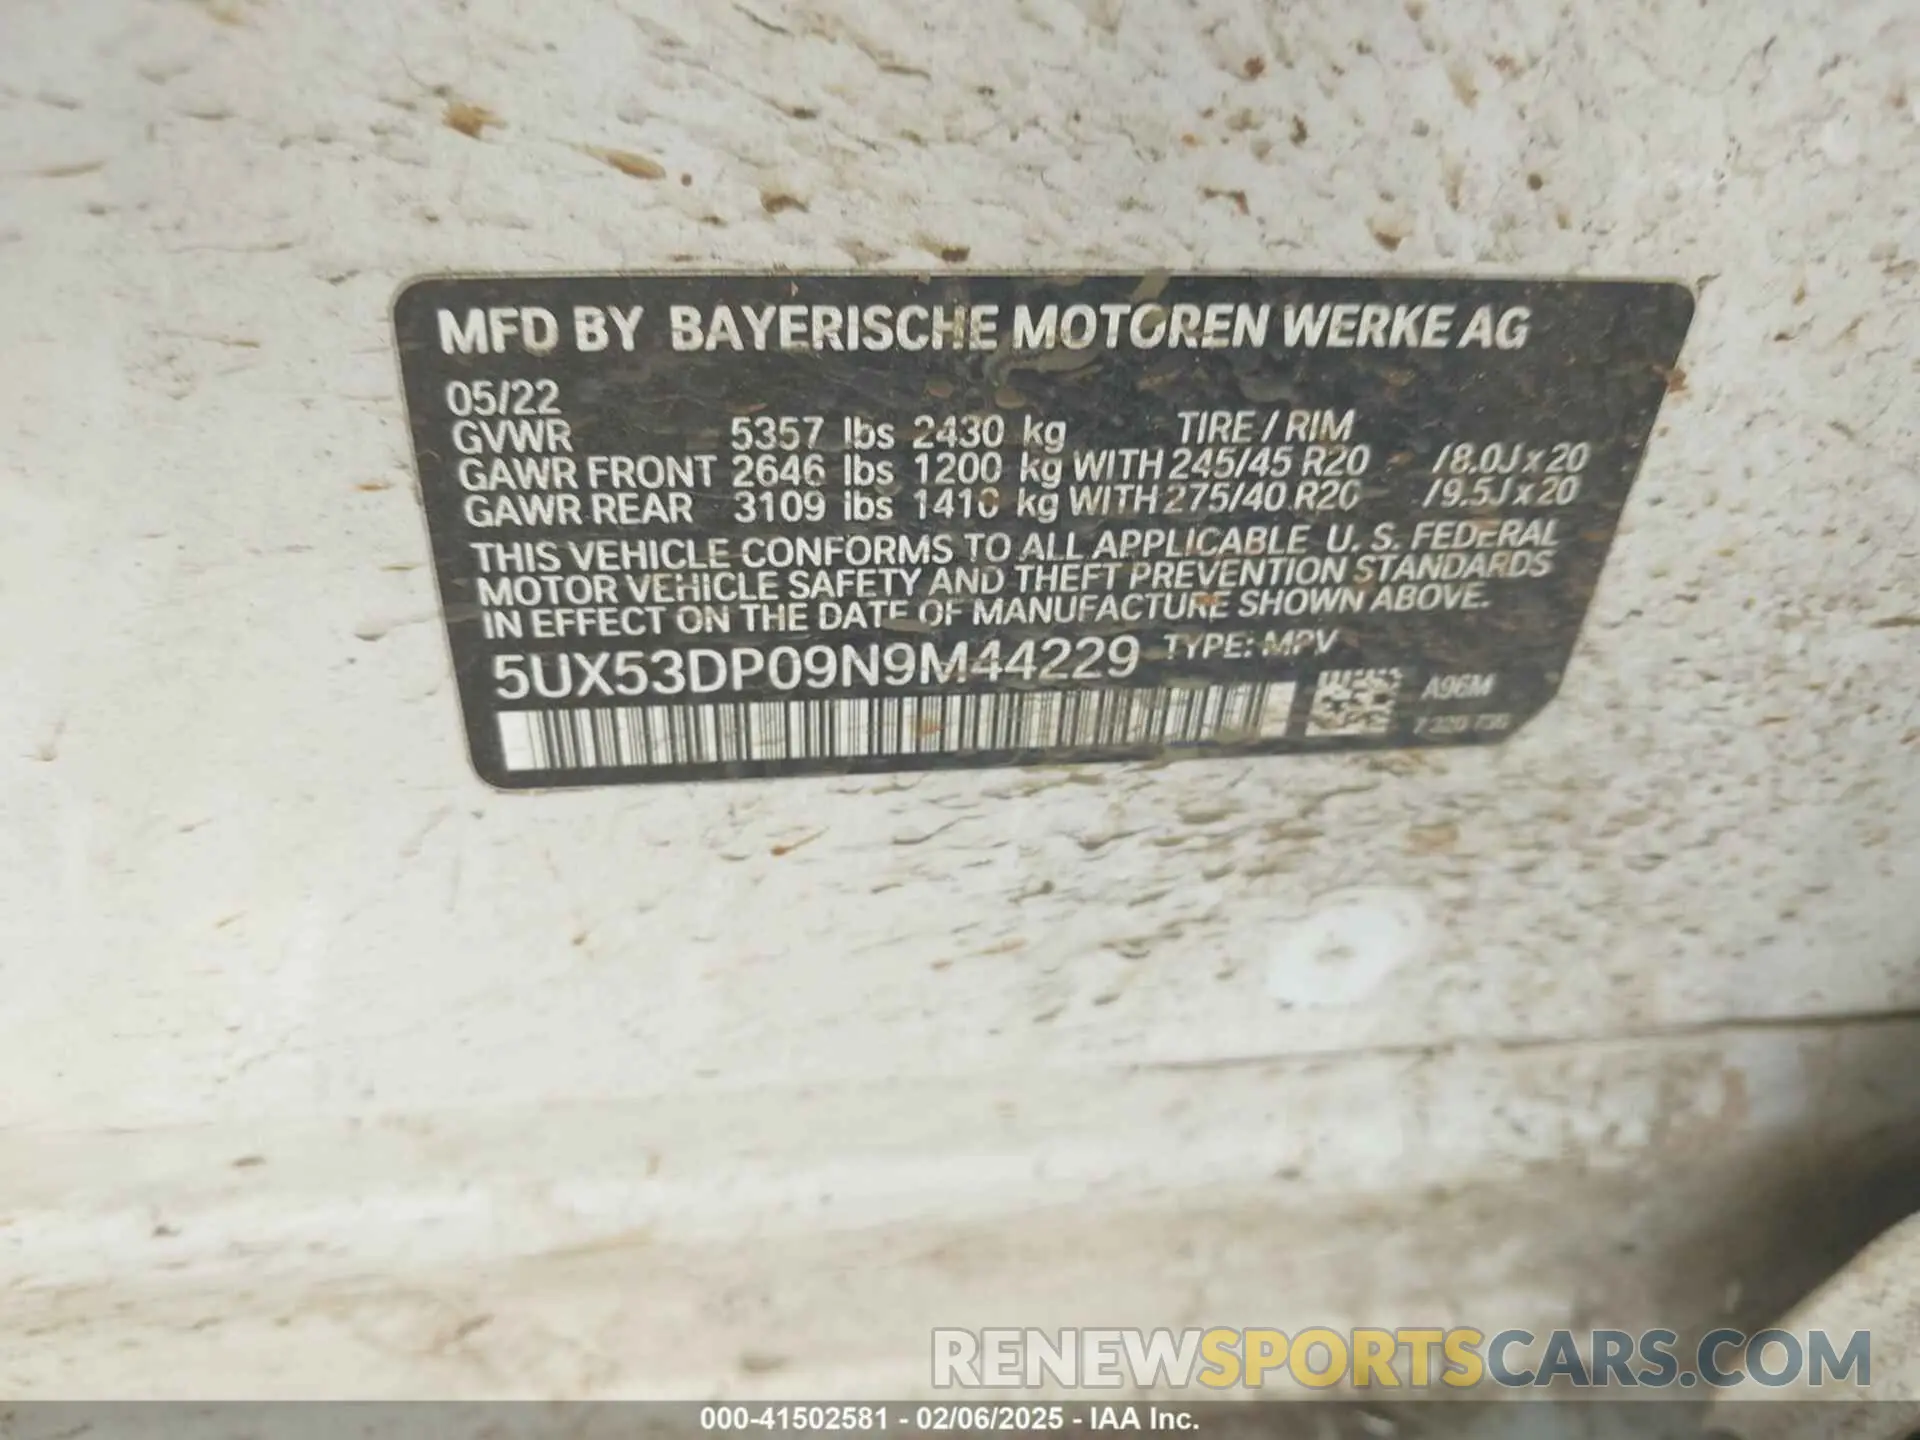 MFD BY BAYERISCHE MOTOREN WERKE AG
05/22
GVWR 5357 lbs 2430 kg TIRE / RIM
GAWR FRONT 2646 lbs 1200 kg WITH 245/45 R20 /8.0J x 20
GAWR REAR 3109 lbs 1410 kg WITH 275/40 R20 /9.5J x 20
THIS VEHICLE CONFORMS TO ALL APPLICABLE U. S. FEDERAL
MOTOR VEHICLE SAFETY AND THEFT PREVENTION STANDARDS
IN EFFECT ON THE DATE OF MANUFACTURE SHOWN ABOVE.
5UX53DP09N9M44229 TYPE: MPV
A96M
RENEWSPORTSCARS.COM
000-41502581 - 02/06/2025 - IAA Inc.